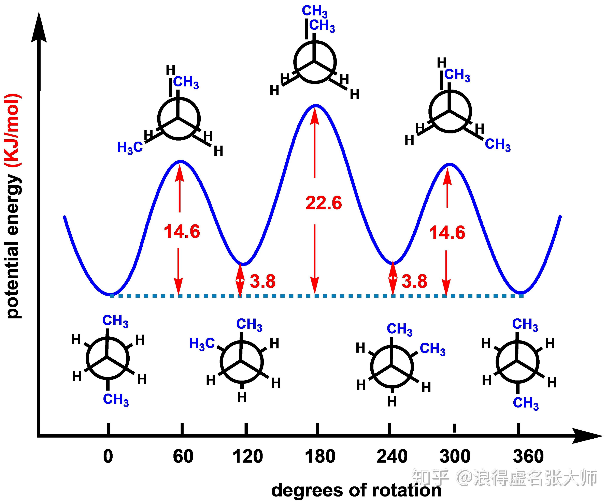 potential energy (KJ/mol)
CH₃
CH₃
H
H
H
H
H
CH₃
H₃C
H
H
H
H
CH₃
H
H
CH₃
14.6
22.6
14.6
3.8
3.8
CH₃
H
H
H
H
CH₃
CH₃
H₃C
H
H
H
H
CH₃
H
CH₃
H
H
H
CH₃
H
H
H
H
CH₃
0
60
120
180
240
300
360
degrees of rotation
知乎 @浪得虚名张大师